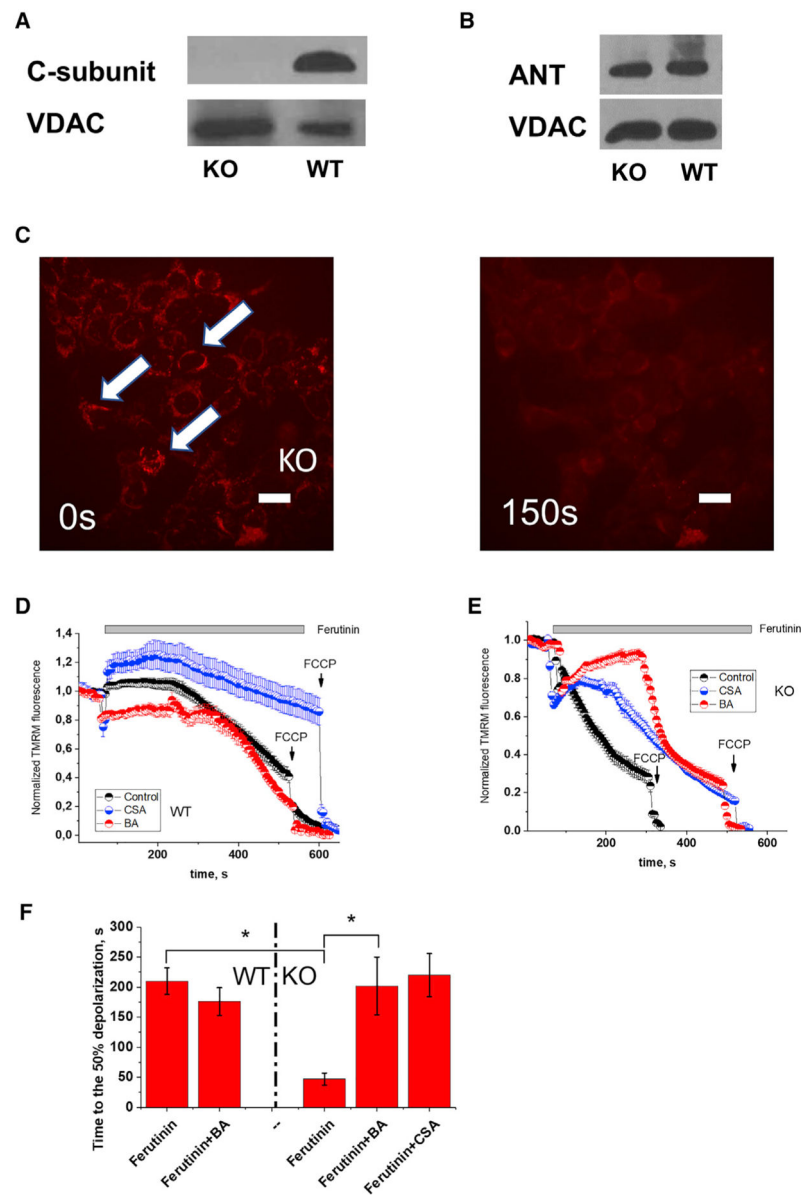 A
C-subunit
VDAC
KO WT
B
ANT
VDAC
KO WT
C
0s
KO
150s
D
Ferutinin
1,4
1,2
1,0
0,8
0,6
0,4
0,2
0,0
Normalized TMRM fluorescence
FCCP
FCCP
Control
CSA
BA
WT
200 400 600
time, s
E
Ferutinin
1.0
0.8
0.6
0.4
0.2
0.0
Normalized TMRM fluorescence
Control
CSA
BA
KO
FCCP
FCCP
200 400 600
time, s
F
Time to the 50% depolarization, s
300
250
200
150
100
50
0
* *
WT KO
Ferutinin
Ferutinin+BA
--
Ferutinin
Ferutinin+BA
Ferutinin+CSA